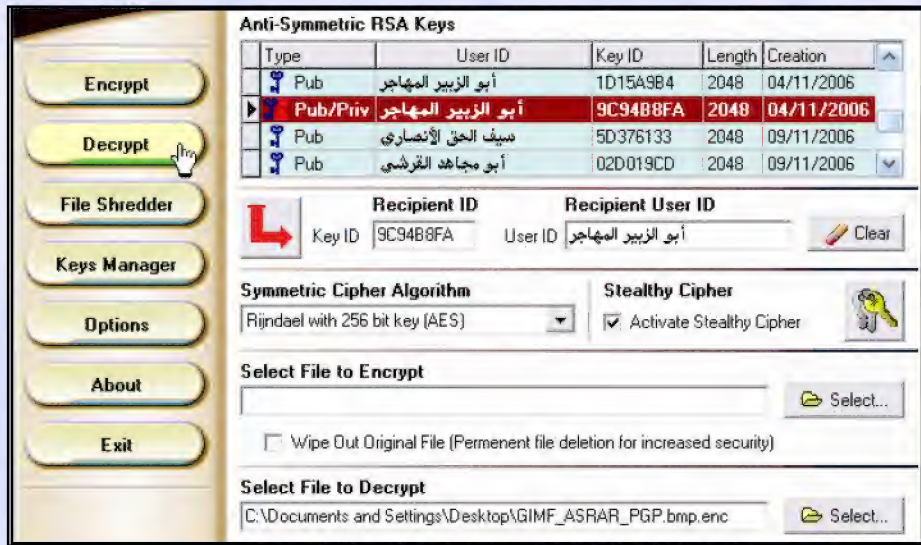 Anti-Symmetric RSA Keys
Type User ID Key ID Length Creation
Pub أبو الزبير المهاجر 1D15A9B4 2048 04/11/2006
Pub/Priv أبو الزبير المهاجر 9C94B8FA 2048 04/11/2006
Pub سيف الحق الأنصاري 5D376133 2048 09/11/2006
Pub أبو مجاهد القرشي 02D019CD 2048 09/11/2006
Encrypt
Decrypt
File Shredder
Keys Manager
Options
About
Exit
Recipient ID Recipient User ID
Key ID 9C94B8FA User ID أبو الزبير المهاجر Clear
Symmetric Cipher Algorithm Stealthy Cipher
Rijndael with 256 bit key (AES) Activate Stealthy Cipher
Select File to Encrypt
Select...
Wipe Out Original File (Permenent file deletion for increased security)
Select File to Decrypt
C:\Documents and Settings\Desktop\GIMF_ASRAR_PGP.bmp.enc Select...